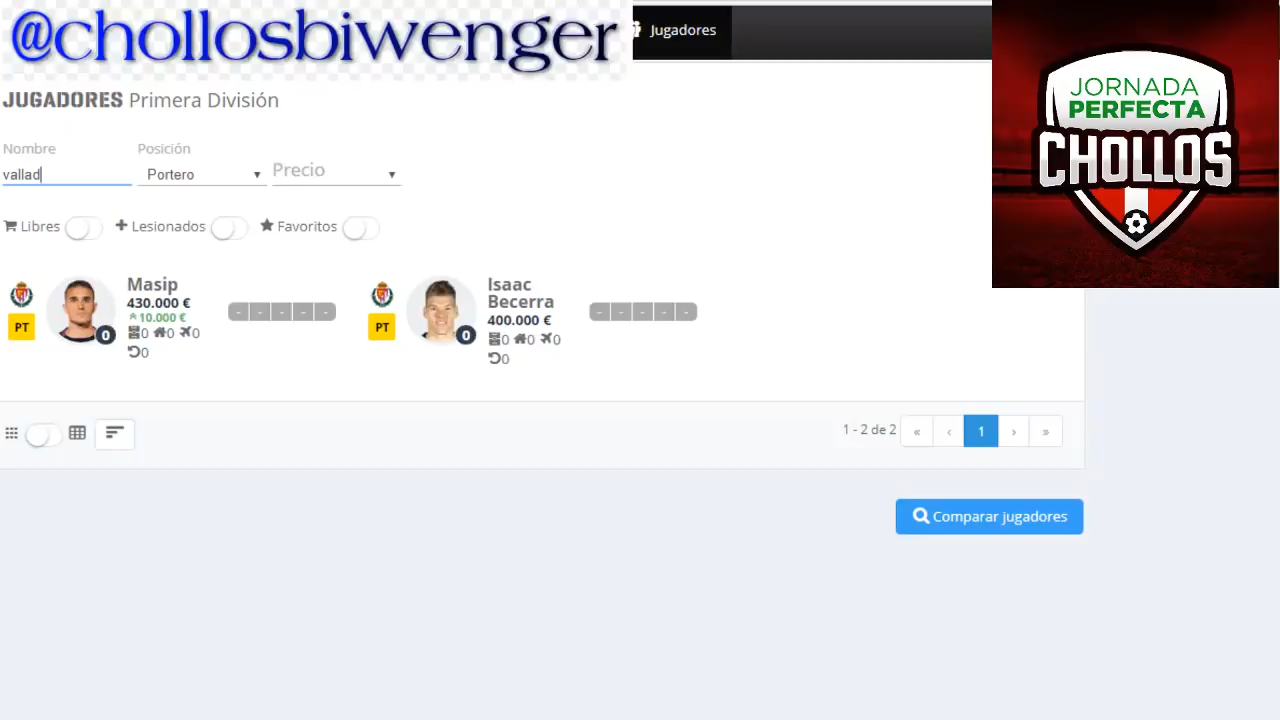 @chollosbiwenger
Jugadores
JORNADA
PERFECTA
CHOLLOS
JUGADORES Primera División
Nombre
Posición
vallad
Portero
Precio
Libres
Lesionados
Favoritos
PT
0
Masip
430.000 €
10.000 €
0 0 0
0
- - - - -
PT
0
Isaac
Becerra
400.000 €
0 0 0
0
- - - - -
1 - 2 de 2
« ‹ 1 › »
Comparar jugadores